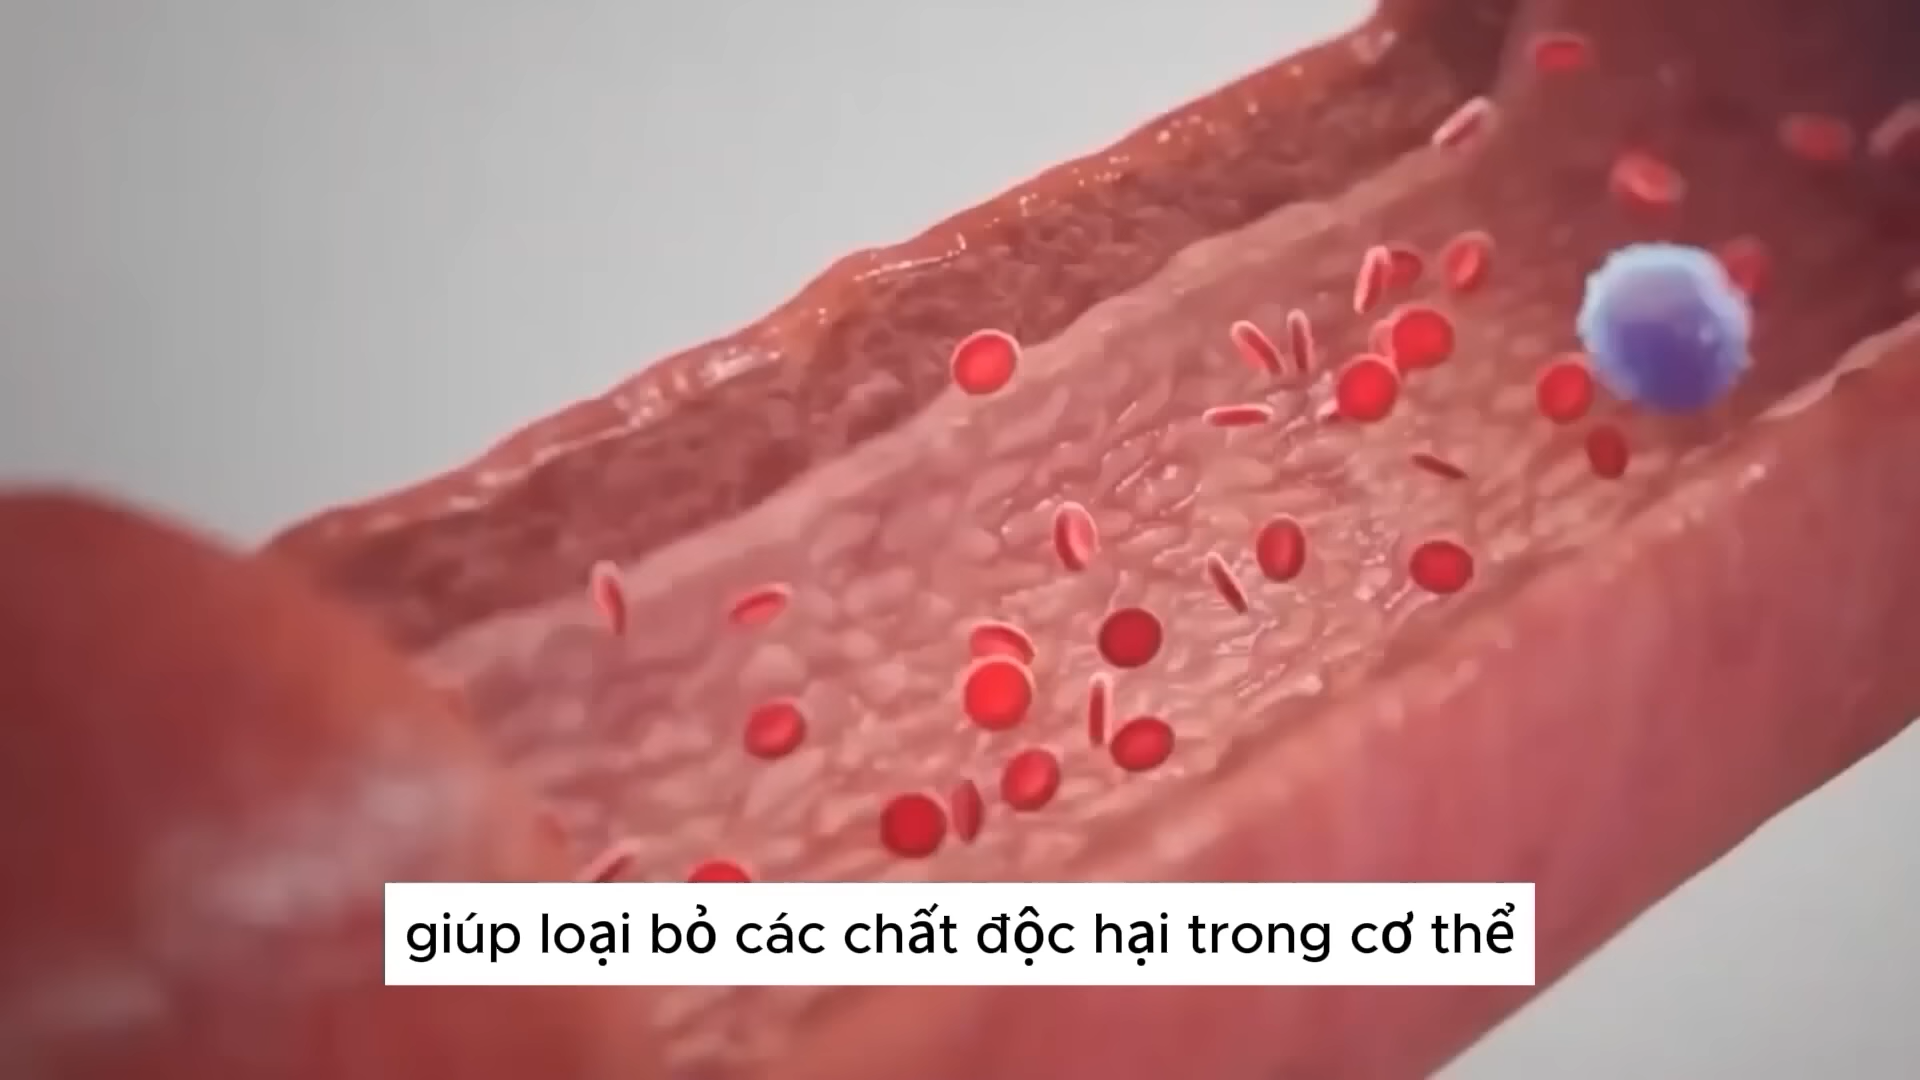 giúp loại bỏ các chất độc hại trong cơ thể